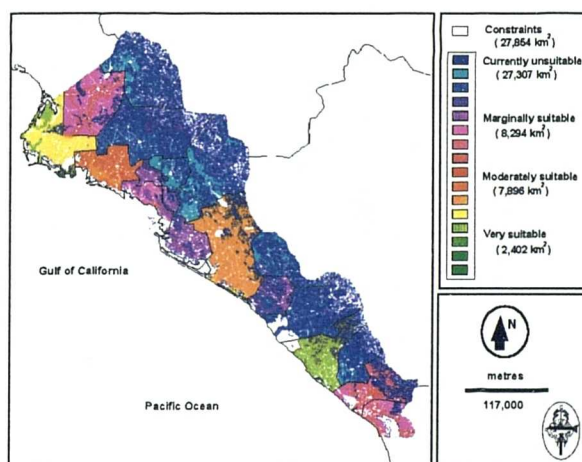 Constraints
(27,854 km²)
Currently unsuitable
(27,307 km²)
Marginally suitable
(8,294 km²)
Moderately suitable
(7,896 km²)
Very suitable
(2,402 km²)
Gulf of California
Pacific Ocean
N
metres
117,000